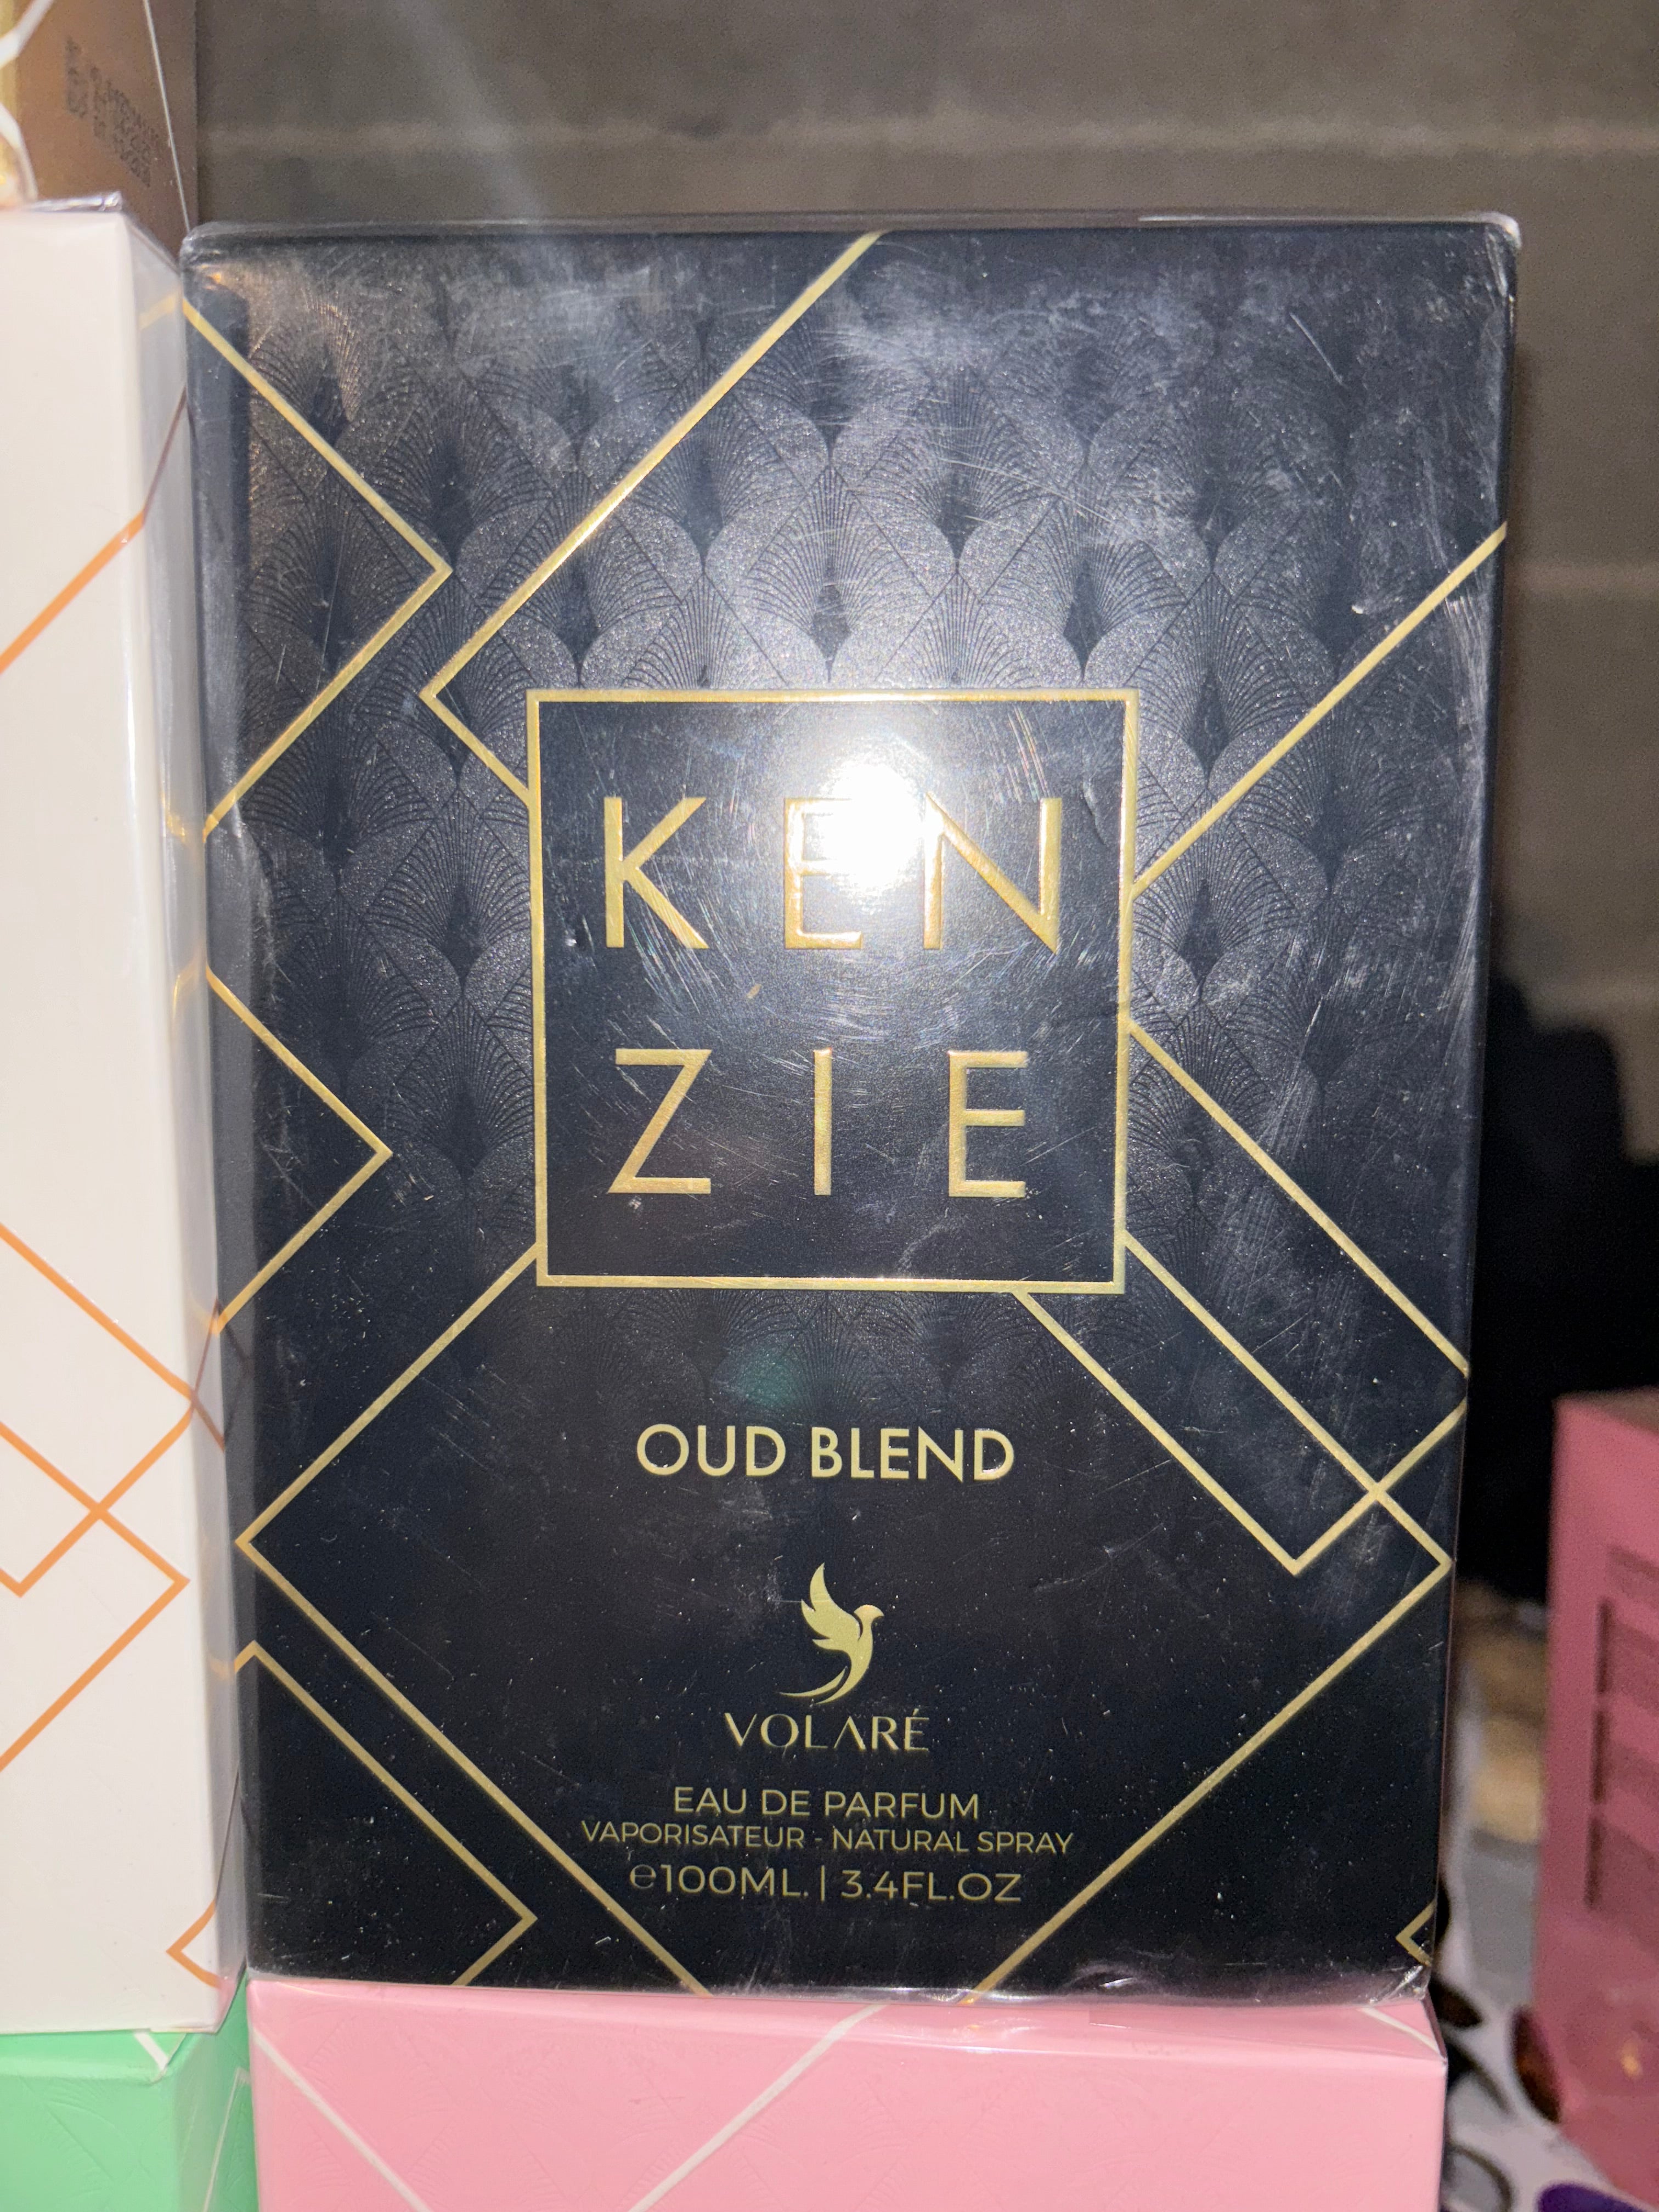 KEN
ZIE
OUD BLEND
VOLARÉ
EAU DE PARFUM
VAPORISATEUR - NATURAL SPRAY
℮100ML. | 3.4FL.OZ